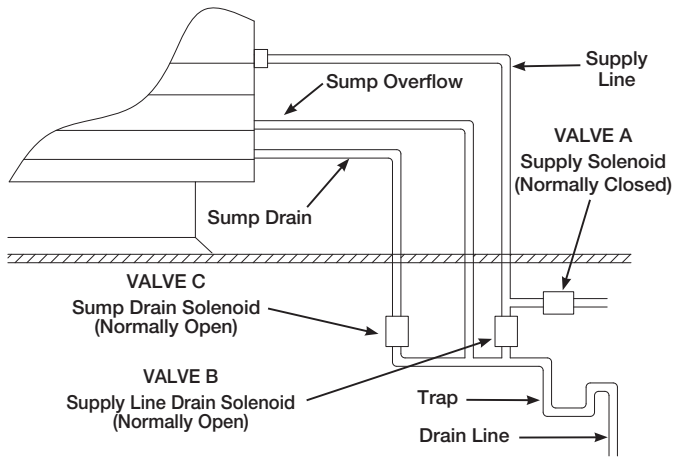 Supply
Line
Sump Overflow
VALVE A
Supply Solenoid
(Normally Closed)
Sump Drain
VALVE C
Sump Drain Solenoid
(Normally Open)
VALVE B
Supply Line Drain Solenoid
(Normally Open)
Trap
Drain Line